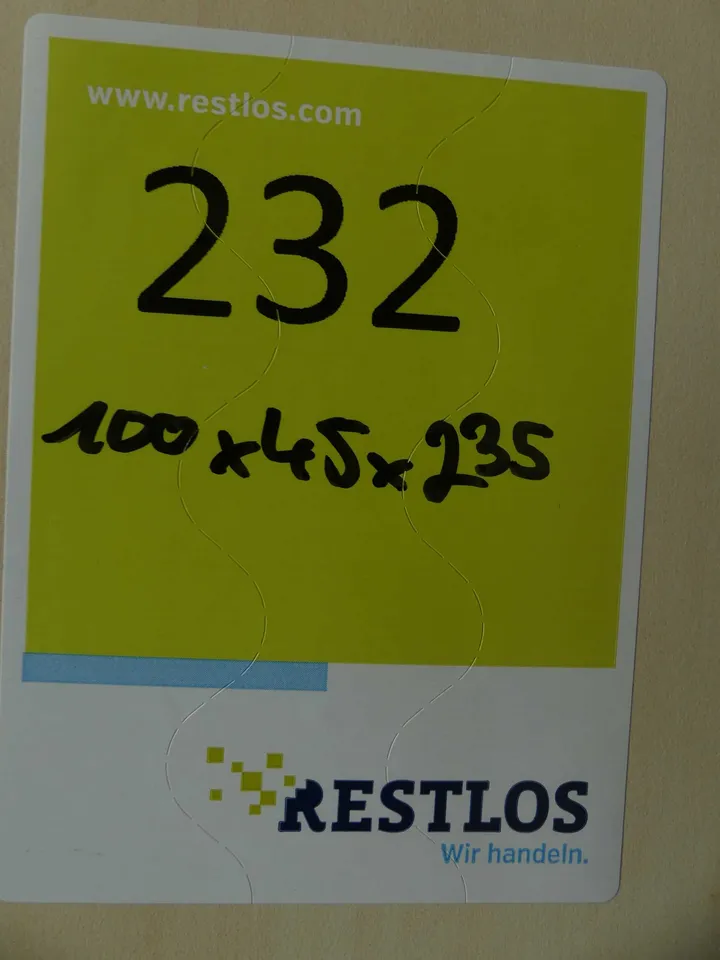 www.restlos.com
232
100x45x235
RESTLOS
Wir handeln.